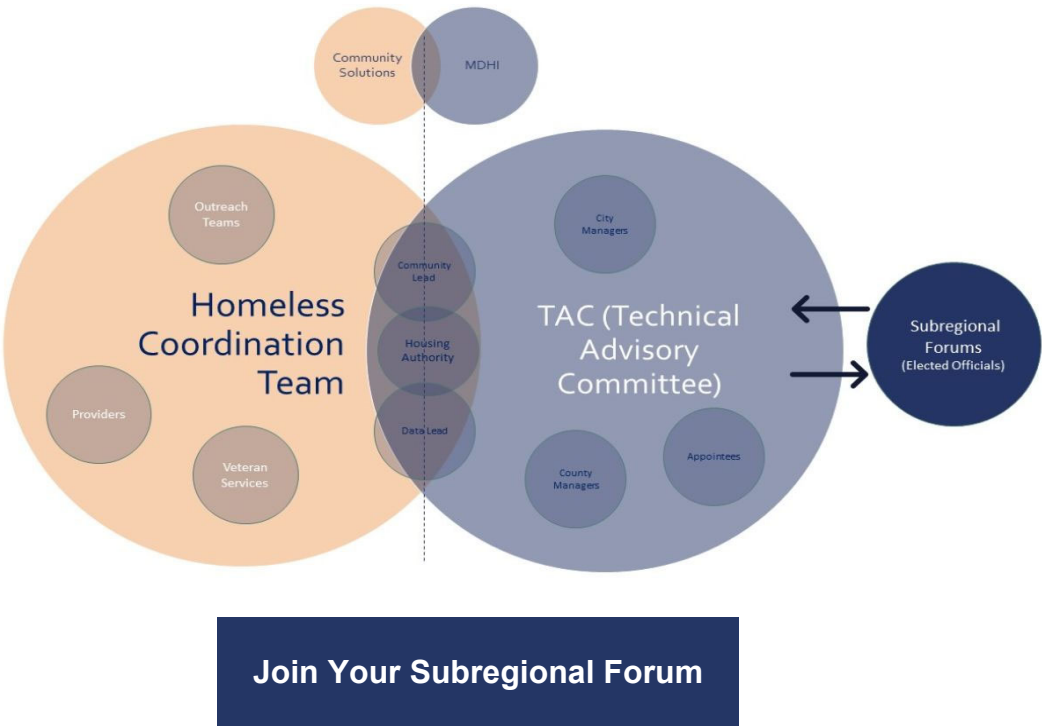 Community
Solutions
MDHI
Outreach
Teams
City
Managers
Community
Lead
Homeless
Coordination
Team
Housing
Authority
TAC (Technical
Advisory
Committee)
Subregional
Forums
(Elected Officials)
Providers
Data Lead
Veteran
Services
County
Managers
Appointees
Join Your Subregional Forum